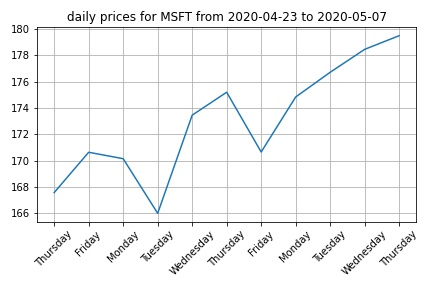 daily prices for MSFT from 2020-04-23 to 2020-05-07
180
178
176
174
172
170
168
166
Thursday
Friday
Monday
Tuesday
Wednesday
Thursday
Friday
Monday
Tuesday
Wednesday
Thursday